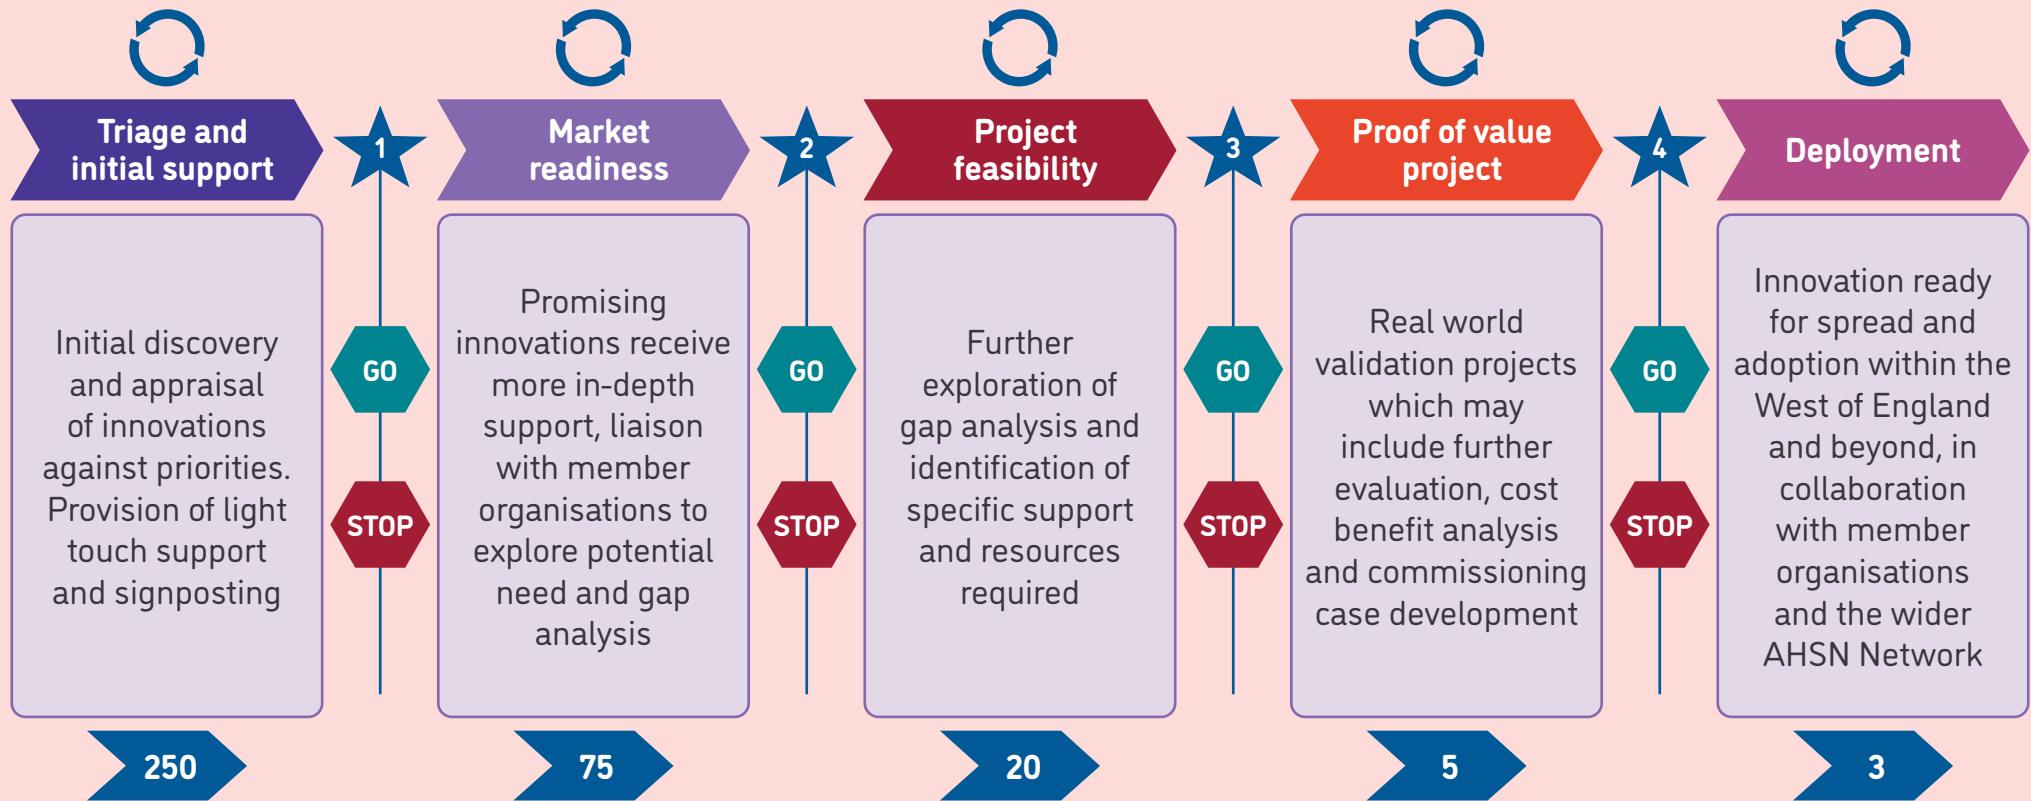 Triage and
initial support
Initial discovery
and appraisal
of innovations
against priorities.
Provision of light
touch support
and signposting
250
1
GO
STOP
Market
readiness
Promising
innovations receive
more in-depth
support, liaison
with member
organisations to
explore potential
need and gap
analysis
75
2
GO
STOP
Project
feasibility
Further
exploration of
gap analysis and
identification of
specific support
and resources
required
20
3
GO
STOP
Proof of value
project
Real world
validation projects
which may
include further
evaluation, cost
benefit analysis
and commissioning
case development
5
4
GO
STOP
Deployment
Innovation ready
for spread and
adoption within the
West of England
and beyond, in
collaboration
with member
organisations
and the wider
AHSN Network
3